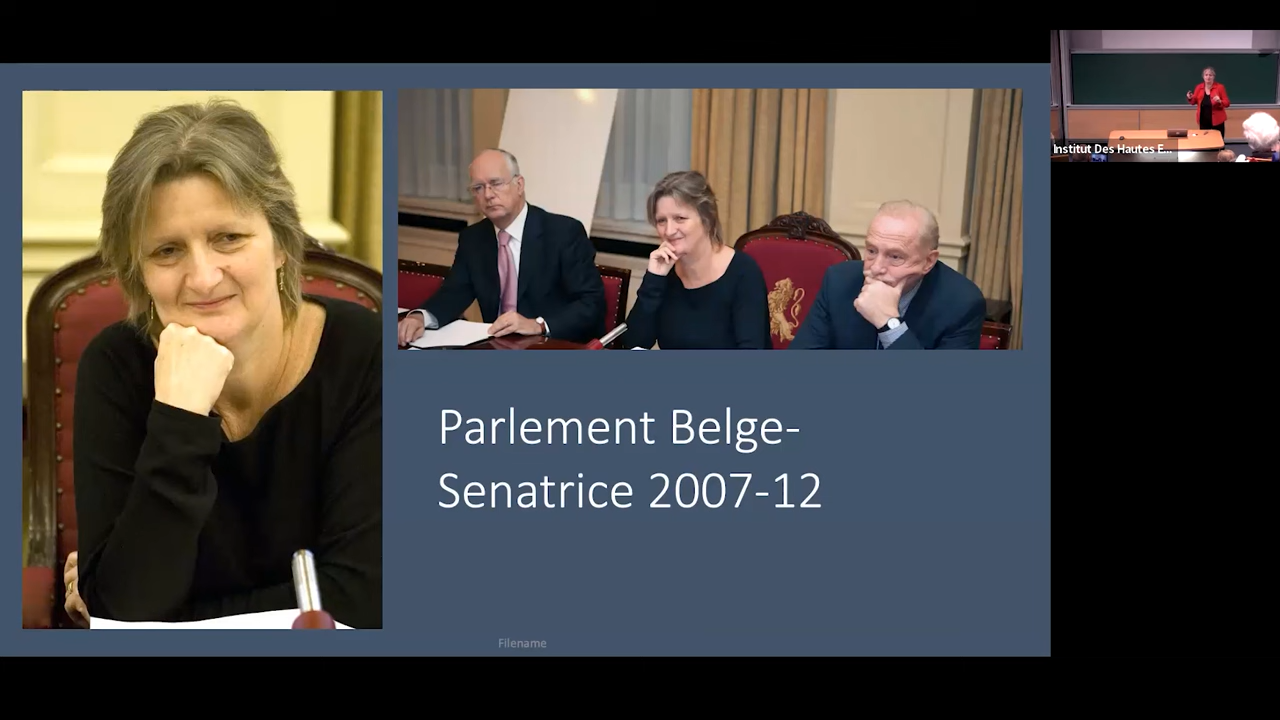 Institut Des Hautes E...
Parlement Belge-
Senatrice 2007-12
Filename